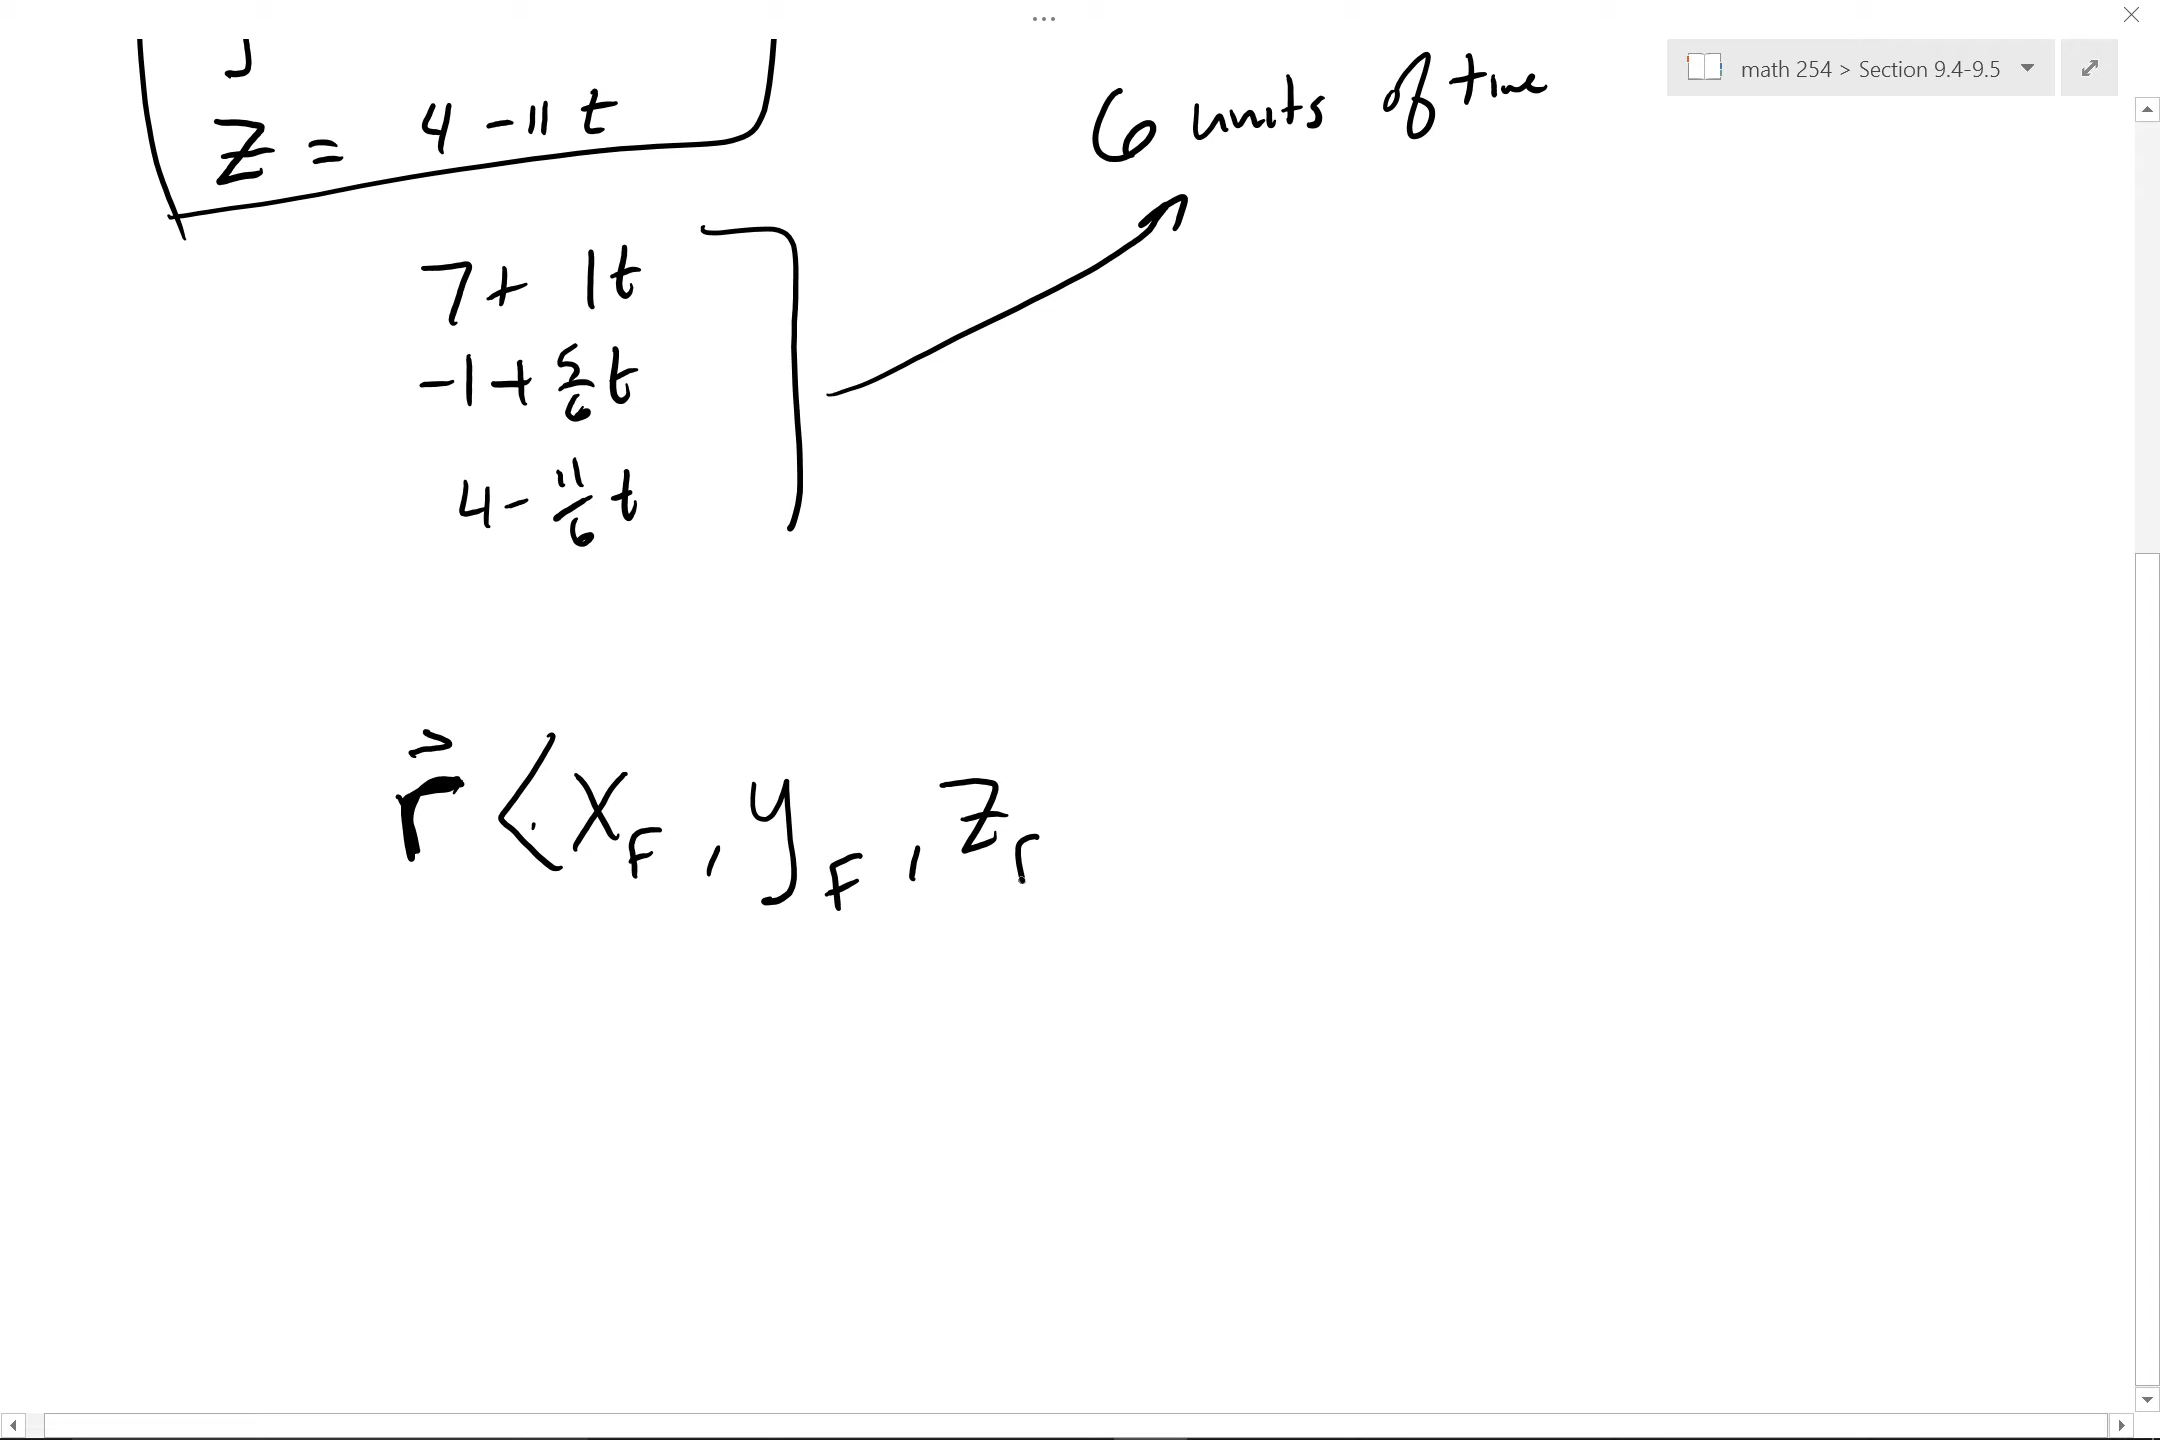 math 254 > Section 9.4-9.5
z = 4 - 11 t
6 units of time
7 + 1t
-1 + 5/6 t
4 - 11/6 t
r⃗ ⟨ x_F , y_F , z_r